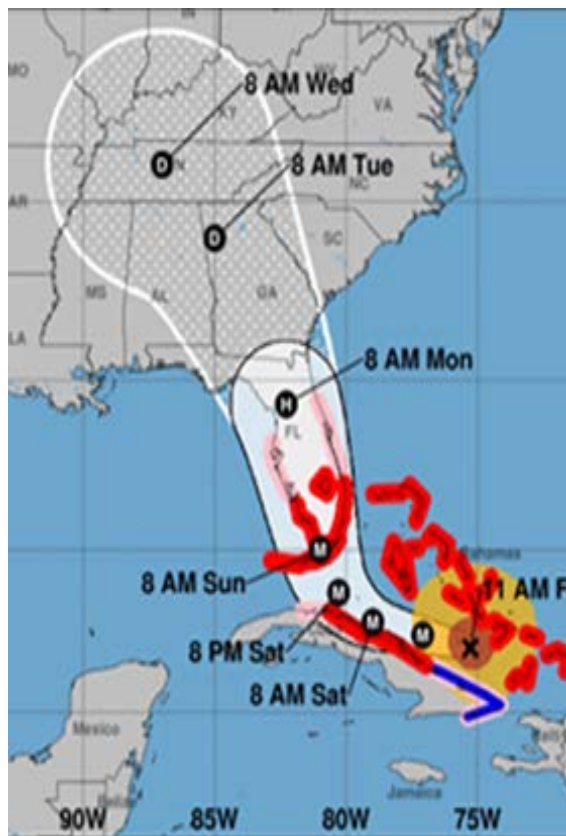 MO
KY
VA
8 AM Wed
N
8 AM Tue
NC
AR
SC
MS
AL
GA
LA
8 AM Mon
H
FL
M
8 AM Sun
Bahamas
11 AM F
M
8 PM Sat
M
M
8 AM Sat
Mexico
Jamaica
90W
85W
80W
75W